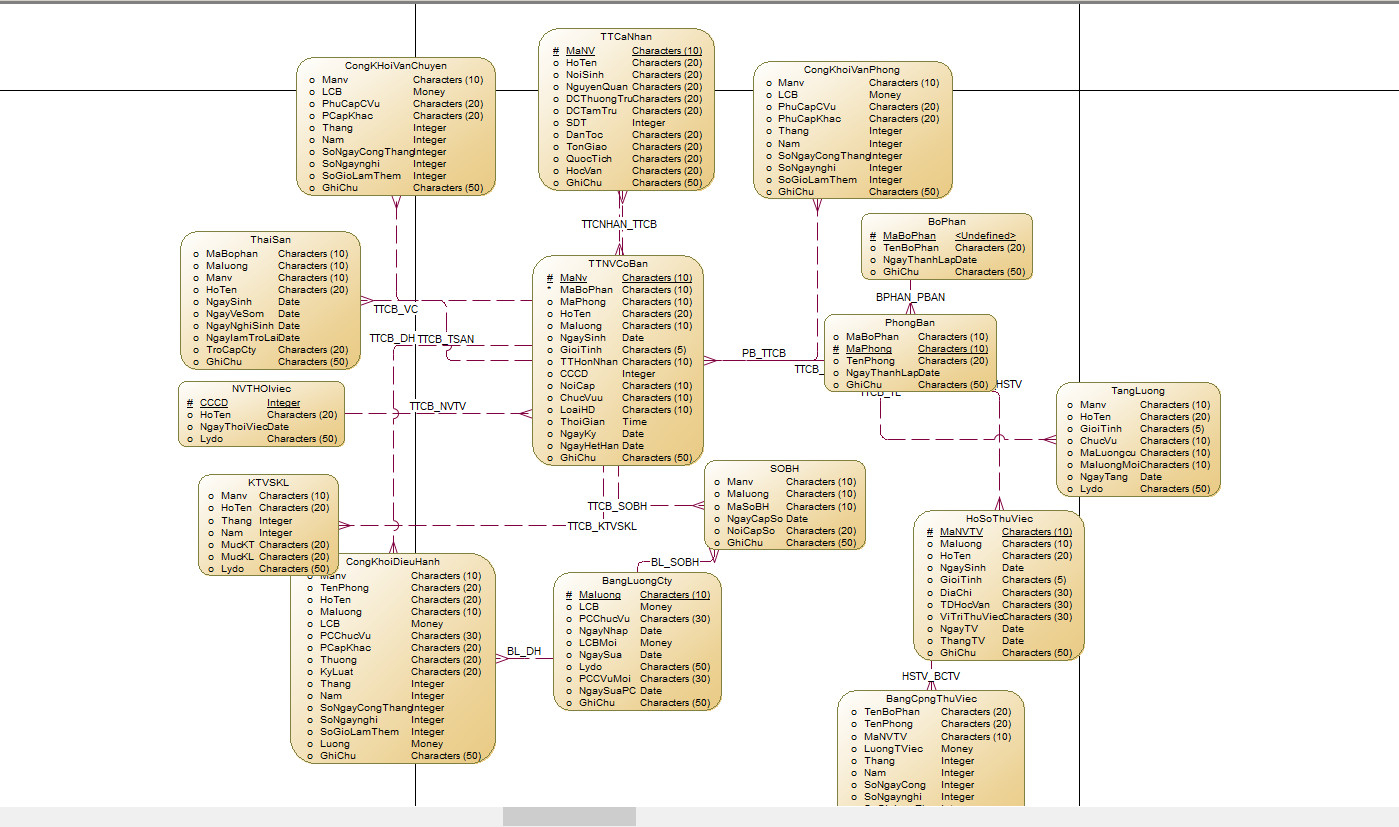 TTCaNhan
# MaNV Characters (10)
o HoTen Characters (20)
o NoiSinh Characters (20)
o NguyenQuan Characters (20)
o DCThuongTru Characters (20)
o DCTamTru Characters (20)
o SDT Integer
o DanToc Characters (20)
o TonGiao Characters (20)
o QuocTich Characters (20)
o HocVan Characters (20)
o GhiChu Characters (50)
CongKHoiVanChuyen
o Manv Characters (10)
o LCB Money
o PhuCapCVu Characters (20)
o PCapKhac Characters (20)
o Thang Integer
o Nam Integer
o SoNgayCongThang Integer
o SoNgaynghi Integer
o SoGioLamThem Integer
o GhiChu Characters (50)
CongKhoiVanPhong
o Manv Characters (10)
o LCB Money
o PhuCapCVu Characters (20)
o PhuCapKhac Characters (20)
o Thang Integer
o Nam Integer
o SoNgayCongThang Integer
o SoNgaynghi Integer
o SoGioLamThem Integer
o GhiChu Characters (50)
TTCNHAN_TTCB
BoPhan
# MaBoPhan <Undefined>
o TenBoPhan Characters (20)
o NgayThanhLap Date
o GhiChu Characters (50)
ThaiSan
o MaBophan Characters (10)
o Maluong Characters (10)
o Manv Characters (10)
o HoTen Characters (20)
o NgaySinh Date
o NgayVeSom Date
o NgayNghiSinh Date
o NgaylamTroLai Date
o TroCapCty Characters (20)
o GhiChu Characters (50)
TTNVCoBan
# MaNv Characters (10)
* MaBoPhan Characters (10)
o MaPhong Characters (10)
o HoTen Characters (20)
o Maluong Characters (10)
o NgaySinh Date
o GioiTinh Characters (5)
o TTHonNhan Characters (10)
o CCCD Integer
o NoiCap Characters (10)
o ChucVuu Characters (10)
o LoaiHD Characters (10)
o ThoiGian Time
o NgayKy Date
o NgayHetHan Date
o GhiChu Characters (50)
BPHAN_PBAN
TTCB_VC
TTCB_DH
TTCB_TSAN
PhongBan
o MaBoPhan Characters (10)
# MaPhong Characters (10)
o TenPhong Characters (20)
o NgayThanhLap Date
o GhiChu Characters (50)
PB_TTCB
TTCB_
HSTV
NVTHOIviec
# CCCD Integer
o HoTen Characters (20)
o NgayThoiViec Date
o Lydo Characters (50)
TTCB_NVTV
TangLuong
o Manv Characters (10)
o HoTen Characters (20)
o GioiTinh Characters (5)
o ChucVu Characters (10)
o MaLuongcu Characters (10)
o MaluongMoi Characters (10)
o NgayTang Date
o Lydo Characters (50)
SOBH
o Manv Characters (10)
o Maluong Characters (10)
o MaSoBH Characters (10)
o NgayCapSo Date
o NoiCapSo Characters (20)
o GhiChu Characters (50)
KTVSKL
o Manv Characters (10)
o HoTen Characters (20)
o Thang Integer
o Nam Integer
o MucKT Characters (20)
o MucKL Characters (20)
o Lydo Characters (50)
TTCB_SOBH
TTCB_KTVSKL
HoSoThuViec
# MaNVTV Characters (10)
o Maluong Characters (10)
o HoTen Characters (20)
o NgaySinh Date
o GioiTinh Characters (5)
o DiaChi Characters (30)
o TDHocVan Characters (30)
o ViTriThuViec Characters (30)
o NgayTV Date
o ThangTV Date
o GhiChu Characters (50)
CongKhoiDieuHanh
o Manv Characters (10)
o TenPhong Characters (20)
o HoTen Characters (20)
o Maluong Characters (10)
o LCB Money
o PCChucVu Characters (30)
o PCapKhac Characters (20)
o Thuong Characters (20)
o KyLuat Characters (20)
o Thang Integer
o Nam Integer
o SoNgayCongThang Integer
o SoNgaynghi Integer
o SoGioLamThem Integer
o Luong Money
o GhiChu Characters (50)
BL_SOBH
BangLuongCty
# Maluong Characters (10)
o LCB Money
o PCChucVu Characters (30)
o NgayNhap Date
o LCBMoi Money
o NgaySua Date
o Lydo Characters (50)
o PCCVuMoi Characters (30)
o NgaySuaPC Date
o GhiChu Characters (50)
BL_DH
HSTV_BCTV
BangCpngThuViec
o TenBoPhan Characters (20)
o TenPhong Characters (20)
o MaNVTV Characters (10)
o LuongTViec Money
o Thang Integer
o Nam Integer
o SoNgayCong Integer
o SoNgaynghi Integer